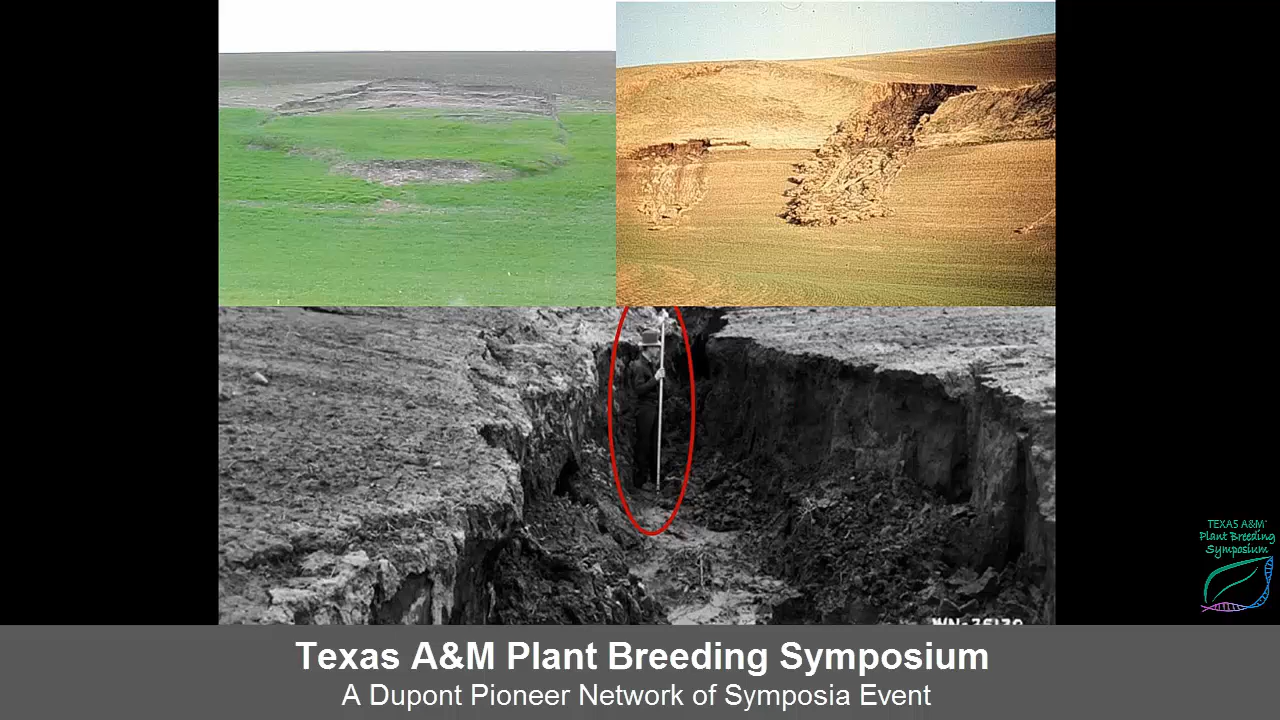 TEXAS A&M
Plant Breeding
Symposium
Texas A&M Plant Breeding Symposium
A Dupont Pioneer Network of Symposia Event